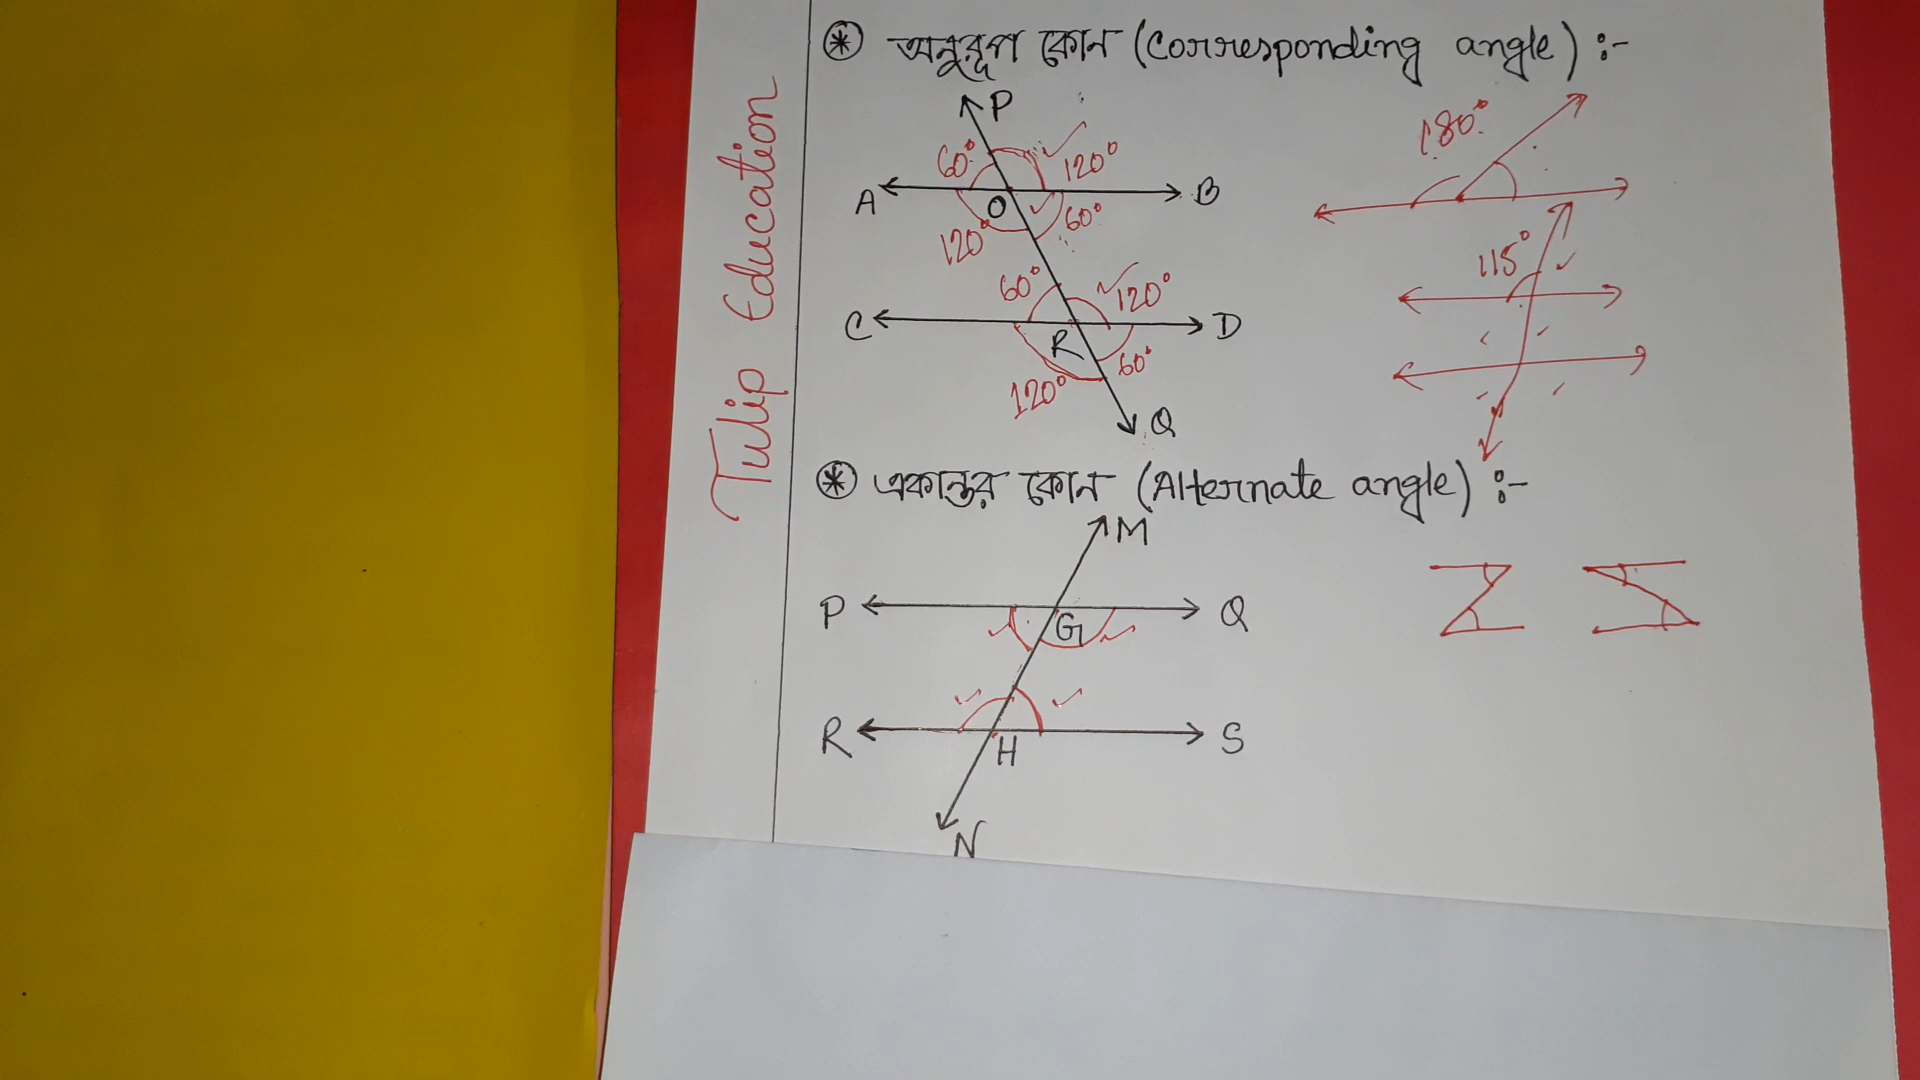 Tulip Education
⊛ অনুরূপ কোন (Corresponding angle) :-
P
60° 120°
A B
O 60°
120°
60° 120°
C D
R 60°
120°
Q
180°
115°
⊛ একান্তর কোন (Alternate angle) :-
M
P Q
G
R S
H
N